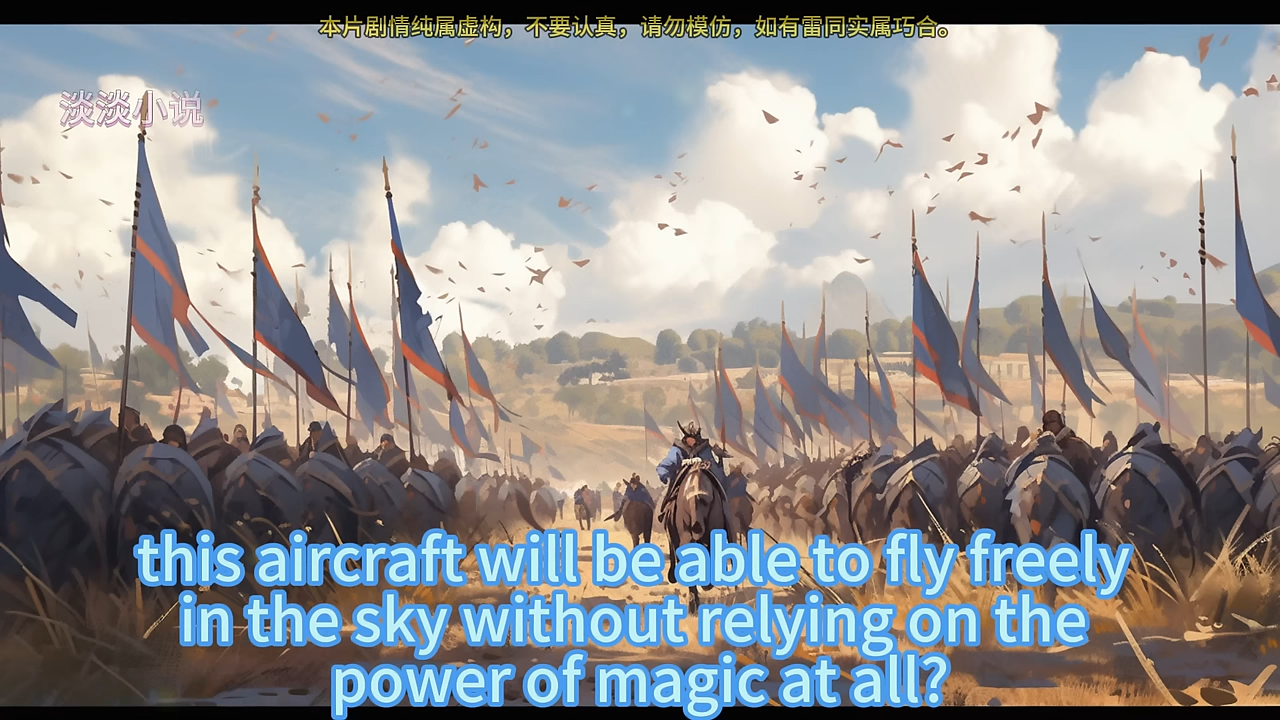 本片剧情纯属虚构，不要认真，请勿模仿，如有雷同实属巧合。
淡淡小说
this aircraft will be able to fly freely
in the sky without relying on the
power of magic at all?